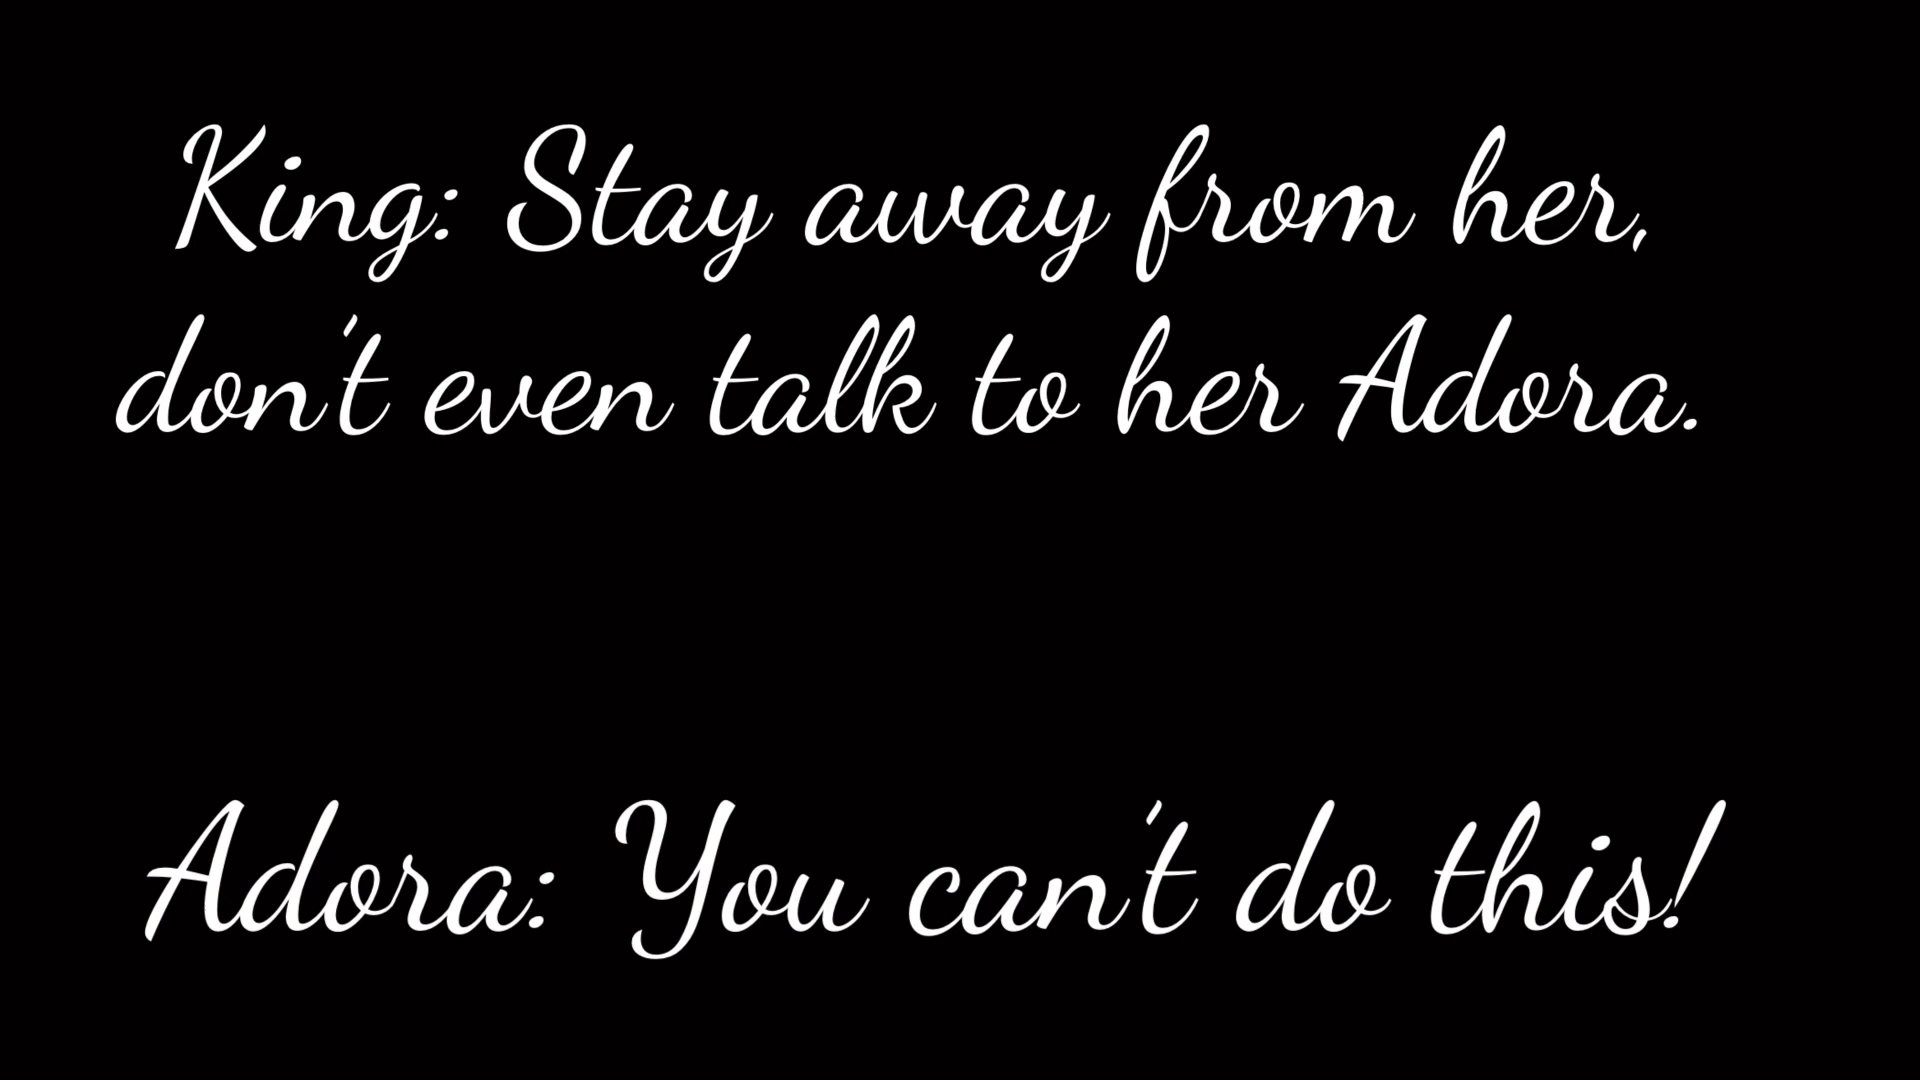 King: Stay away from her,
don't even talk to her Adora.
Adora: You can't do this!